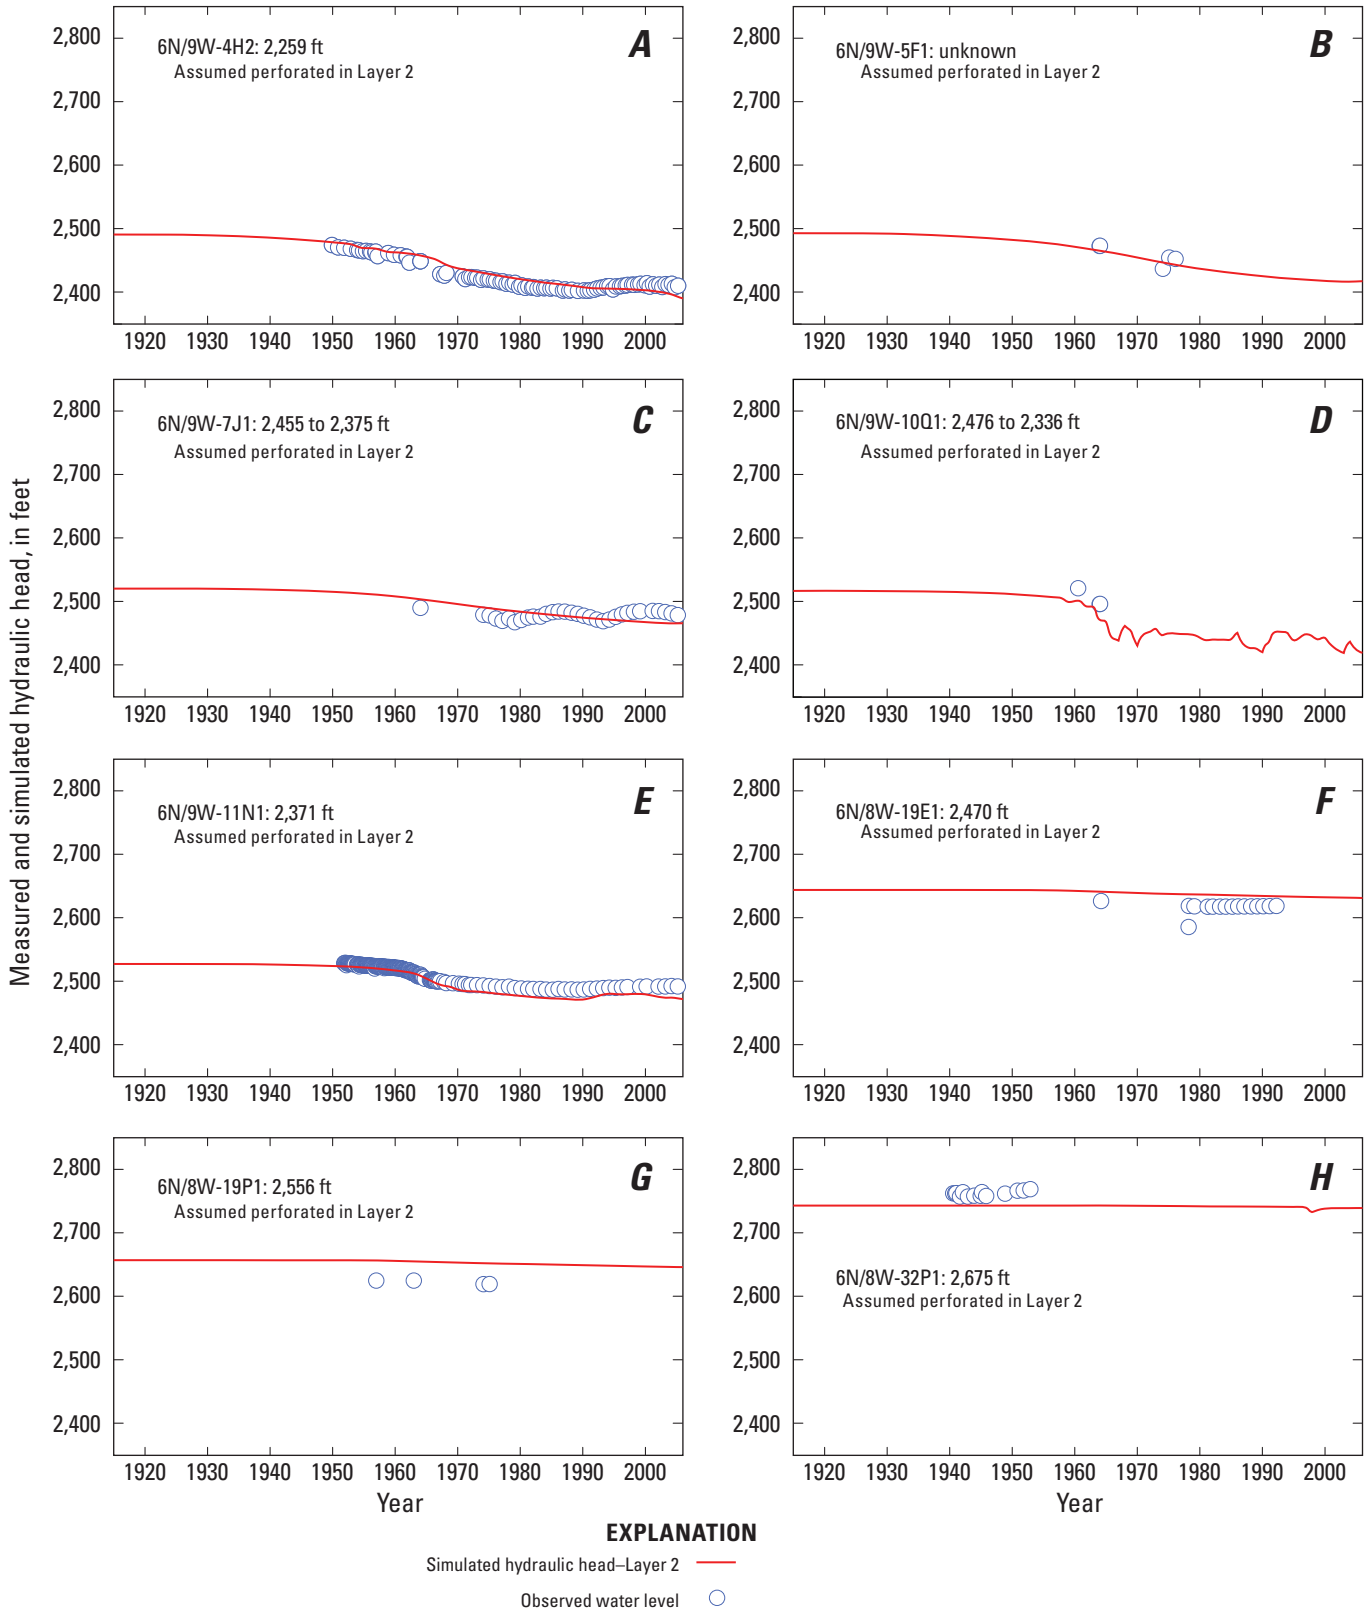 Measured and simulated hydraulic head, in feet
A
6N/9W-4H2: 2,259 ft
Assumed perforated in Layer 2
2,800
2,700
2,600
2,500
2,400
1920 1930 1940 1950 1960 1970 1980 1990 2000
B
6N/9W-5F1: unknown
Assumed perforated in Layer 2
2,800
2,700
2,600
2,500
2,400
1920 1930 1940 1950 1960 1970 1980 1990 2000
C
6N/9W-7J1: 2,455 to 2,375 ft
Assumed perforated in Layer 2
2,800
2,700
2,600
2,500
2,400
1920 1930 1940 1950 1960 1970 1980 1990 2000
D
6N/9W-10Q1: 2,476 to 2,336 ft
Assumed perforated in Layer 2
2,800
2,700
2,600
2,500
2,400
1920 1930 1940 1950 1960 1970 1980 1990 2000
E
6N/9W-11N1: 2,371 ft
Assumed perforated in Layer 2
2,800
2,700
2,600
2,500
2,400
1920 1930 1940 1950 1960 1970 1980 1990 2000
F
6N/8W-19E1: 2,470 ft
Assumed perforated in Layer 2
2,800
2,700
2,600
2,500
2,400
1920 1930 1940 1950 1960 1970 1980 1990 2000
G
6N/8W-19P1: 2,556 ft
Assumed perforated in Layer 2
2,800
2,700
2,600
2,500
2,400
1920 1930 1940 1950 1960 1970 1980 1990 2000
Year
H
6N/8W-32P1: 2,675 ft
Assumed perforated in Layer 2
2,800
2,700
2,600
2,500
2,400
1920 1930 1940 1950 1960 1970 1980 1990 2000
Year
EXPLANATION
Simulated hydraulic head–Layer 2
Observed water level